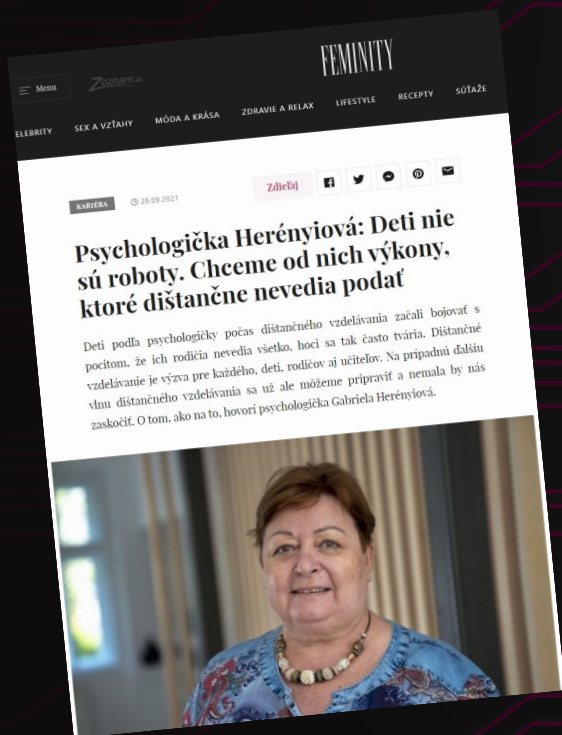 FEMINITY
Menu
Zoznam.sk
ELEBRITY SEX A VZŤAHY MÓDA A KRÁSA ZDRAVIE A RELAX LIFESTYLE RECEPTY SÚŤAŽE
KARIÉRA 28.09.2021 Zdieľaj
Psychologička Herényiová: Deti nie
sú roboty. Chceme od nich výkony,
ktoré dištančne nevedia podať
Deti podľa psychologičky počas dištančného vzdelávania začali bojovať s
pocitom, že ich rodičia nevedia všetko, hoci sa tak často tvária. Dištančné
vzdelávanie je výzva pre každého, deti, rodičov aj učiteľov. Na prípadnú ďalšiu
vlnu dištančného vzdelávania sa už ale môžeme pripraviť a nemala by nás
zaskočiť. O tom, ako na to, hovorí psychologička Gabriela Herényiová.